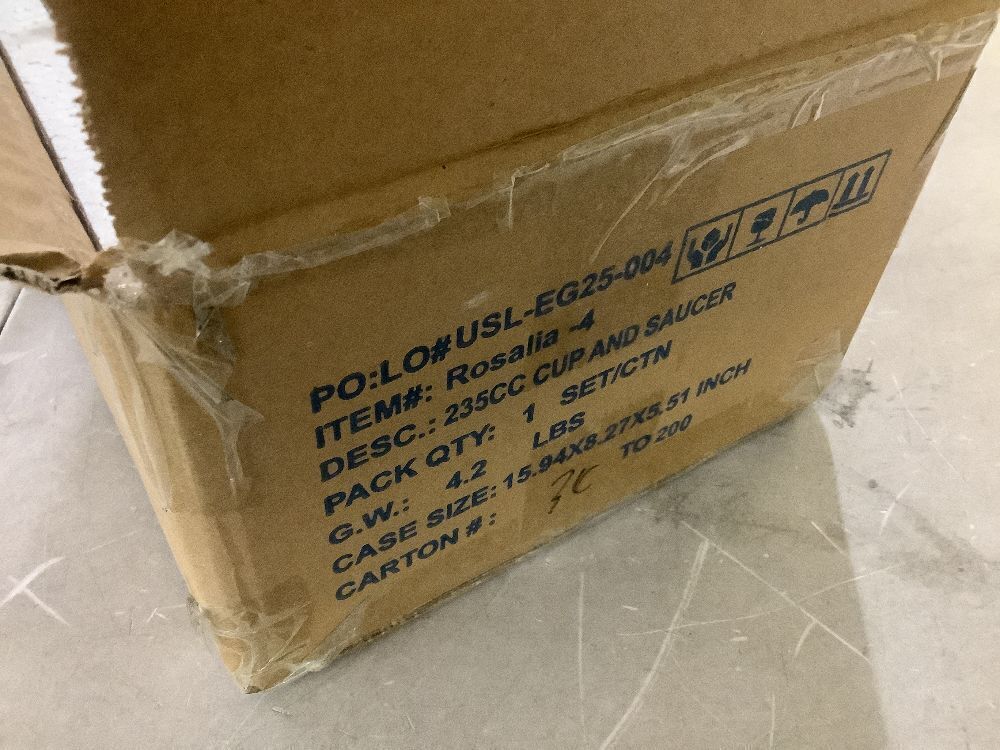 PO:LO#USL-EG25-004
ITEM#: Rosalia -4
DESC.: 235CC CUP AND SAUCER
PACK QTY: 1 SET/CTN
G.W.: 4.2 LBS
CASE SIZE: 15.94X8.27X5.51 INCH
CARTON #: TO 200